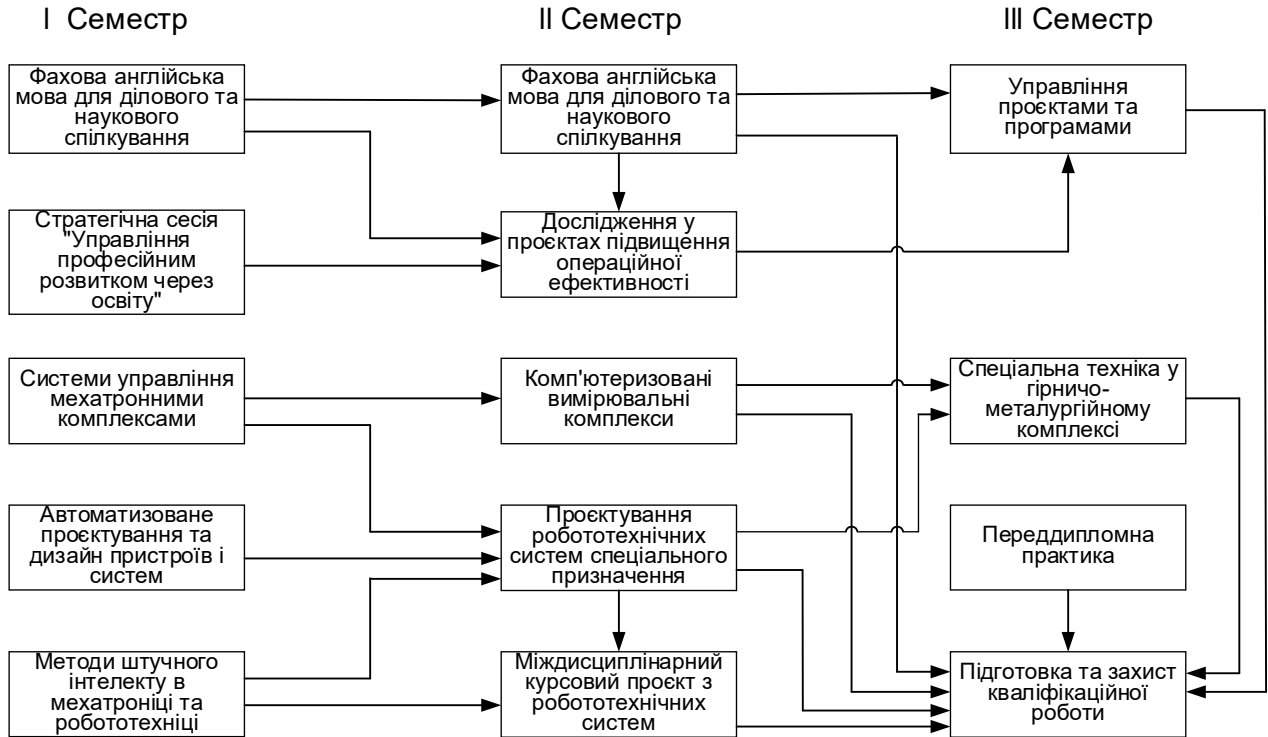 І Семестр
ІІ Семестр
ІІІ Семестр
Фахова англійська
мова для ділового та
наукового
спілкування
Фахова англійська
мова для ділового та
наукового
спілкування
Управління
проєктами та
програмами
Стратегічна сесія
"Управління
професійним
розвитком через
освіту"
Дослідження у
проєктах підвищення
операційної
ефективності
Системи управління
мехатронними
комплексами
Комп'ютеризовані
вимірювальні
комплекси
Спеціальна техніка у
гірничо-
металургійному
комплексі
Автоматизоване
проєктування та
дизайн пристроїв і
систем
Проєктування
робототехнічних
систем спеціального
призначення
Переддипломна
практика
Методи штучного
інтелекту в
мехатроніці та
робототехніці
Міждисциплінарний
курсовий проєкт з
робототехнічних
систем
Підготовка та захист
кваліфікаційної
роботи